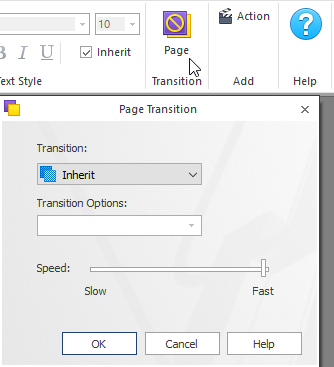 10
Action
B I U
Inherit
Page
ext Style
Transition
Add
Help
Page Transition
Transition:
Inherit
Transition Options:
Speed:
Slow
Fast
OK
Cancel
Help